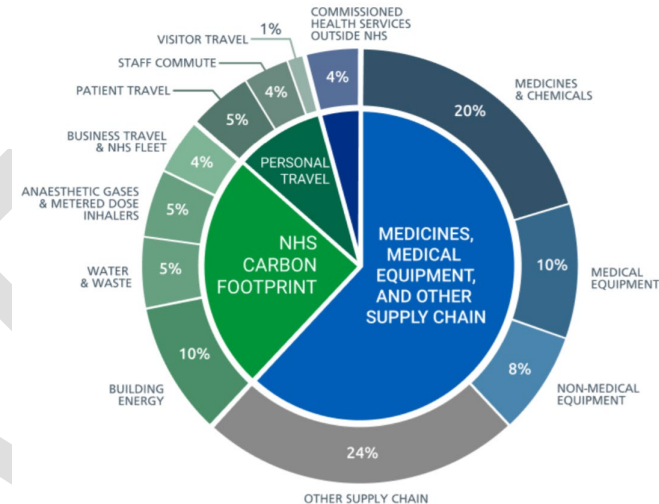 COMMISSIONED
HEALTH SERVICES
OUTSIDE NHS
4%
MEDICINES
& CHEMICALS
20%
MEDICAL
EQUIPMENT
10%
NON-MEDICAL
EQUIPMENT
8%
OTHER SUPPLY CHAIN
24%
BUILDING
ENERGY
10%
WATER
& WASTE
5%
ANAESTHETIC GASES
& METERED DOSE
INHALERS
5%
BUSINESS TRAVEL
& NHS FLEET
4%
PATIENT TRAVEL
5%
STAFF COMMUTE
4%
VISITOR TRAVEL
1%
PERSONAL
TRAVEL
NHS
CARBON
FOOTPRINT
MEDICINES,
MEDICAL
EQUIPMENT,
AND OTHER
SUPPLY CHAIN